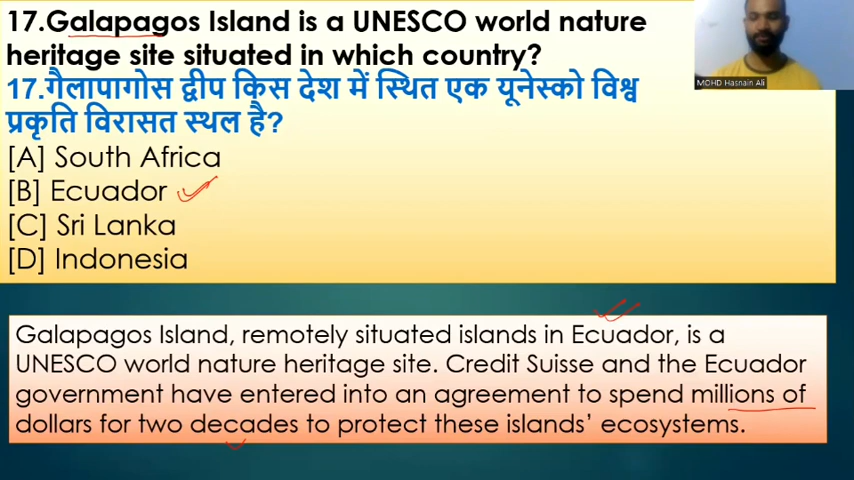 17.Galapagos Island is a UNESCO world nature
heritage site situated in which country?
17.गैलापागोस द्वीप किस देश में स्थित एक यूनेस्को विश्व
प्रकृति विरासत स्थल है?
[A] South Africa
[B] Ecuador
[C] Sri Lanka
[D] Indonesia
MOHD Hasnain Ali
Galapagos Island, remotely situated islands in Ecuador, is a
UNESCO world nature heritage site. Credit Suisse and the Ecuador
government have entered into an agreement to spend millions of
dollars for two decades to protect these islands’ ecosystems.